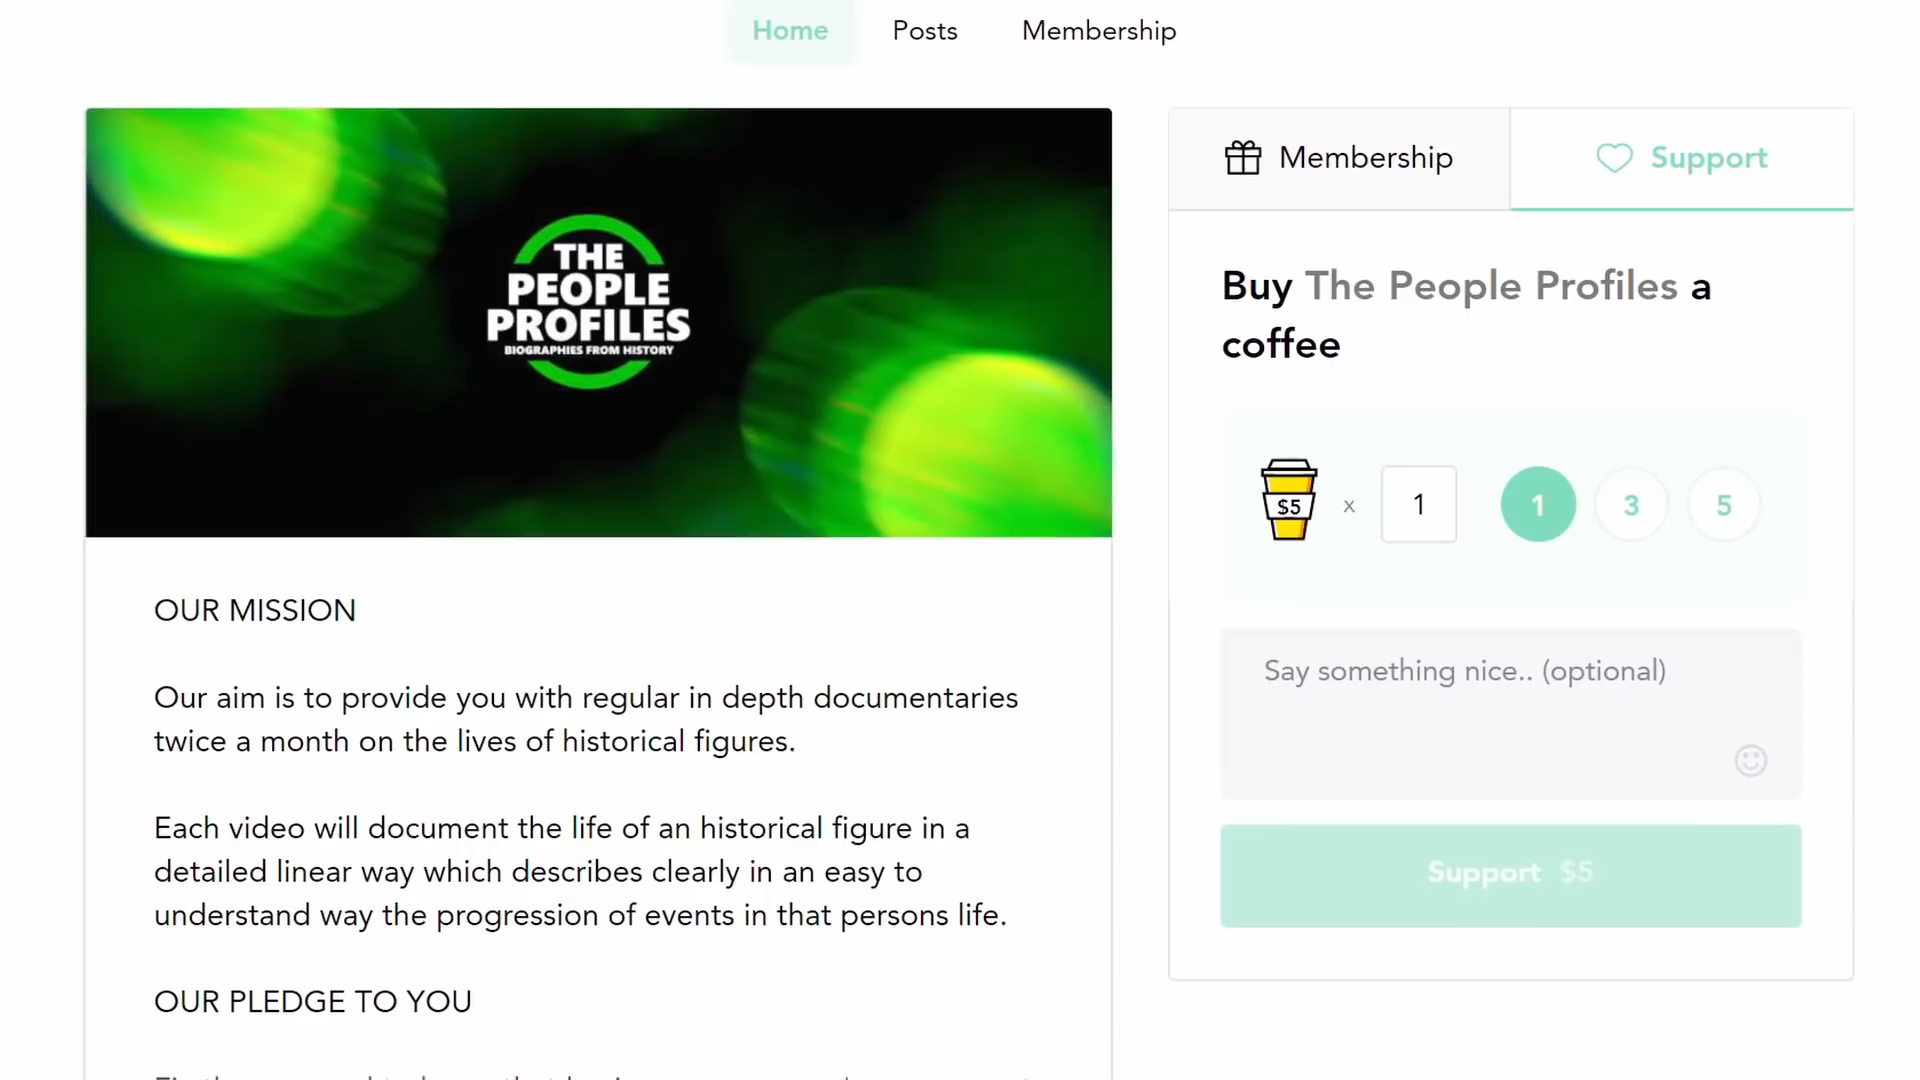 Home
Posts
Membership
THE
PEOPLE
PROFILES
BIOGRAPHIES FROM HISTORY
OUR MISSION
Our aim is to provide you with regular in depth documentaries
twice a month on the lives of historical figures.
Each video will document the life of an historical figure in a
detailed linear way which describes clearly in an easy to
understand way the progression of events in that persons life.
OUR PLEDGE TO YOU
Membership
Support
Buy The People Profiles a
coffee
$5 x 1 1 3 5
Say something nice.. (optional)
Support $5